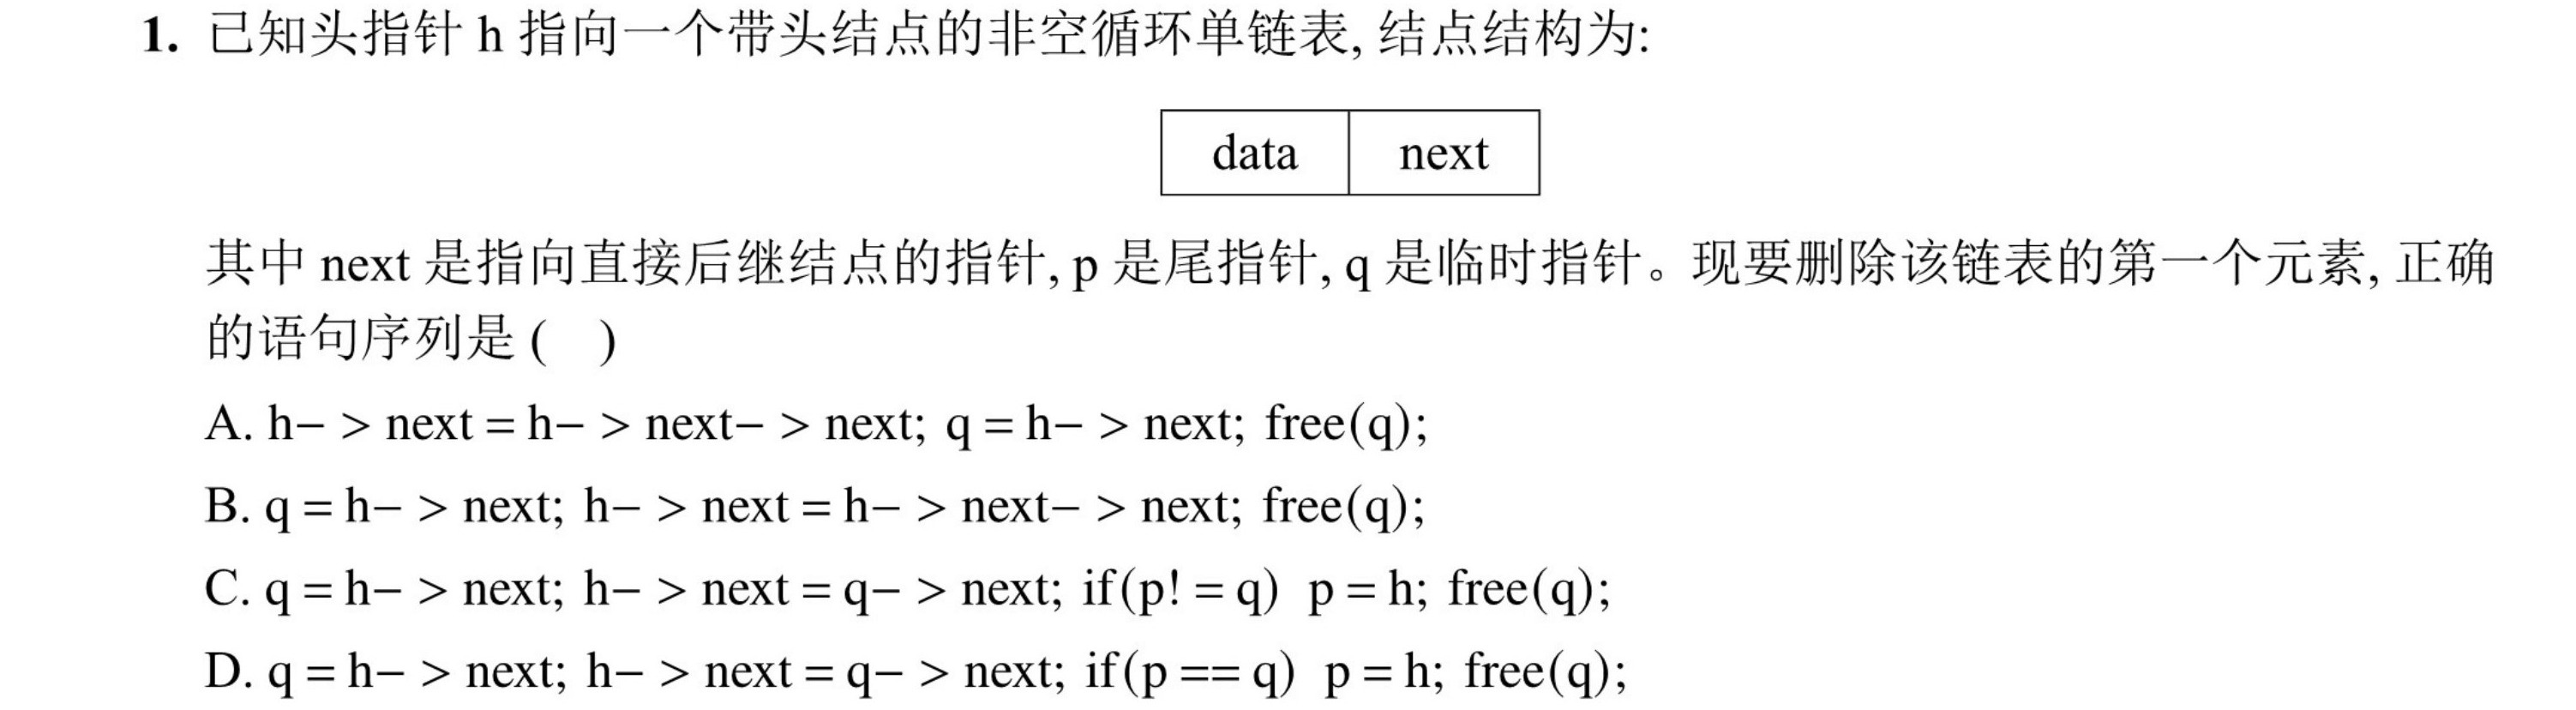 1. 已知头指针 h 指向一个带头结点的非空循环单链表, 结点结构为:
data next
其中 next 是指向直接后继结点的指针, p 是尾指针, q 是临时指针。现要删除该链表的第一个元素, 正确
的语句序列是 ( )
A. h− > next = h− > next− > next; q = h− > next; free(q);
B. q = h− > next; h− > next = h− > next− > next; free(q);
C. q = h− > next; h− > next = q− > next; if(p! = q) p = h; free(q);
D. q = h− > next; h− > next = q− > next; if(p == q) p = h; free(q);